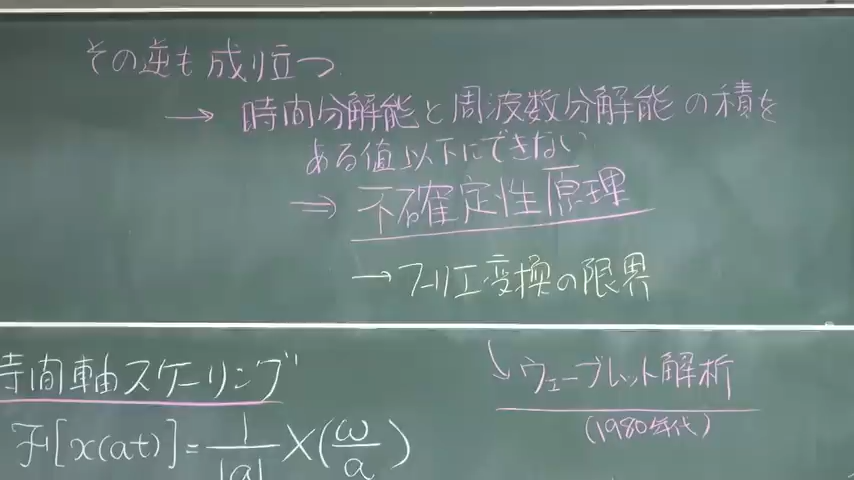 その逆も成り立つ
→ 時間分解能と周波数分解能の積を
ある値以下にできない
⇒ 不確定性原理
→ フーリエ変換の限界
時間軸スケーリング
F[x(at)] = 1/|a| X(ω/a)
↘ ウェーブレット解析
(1980年代)